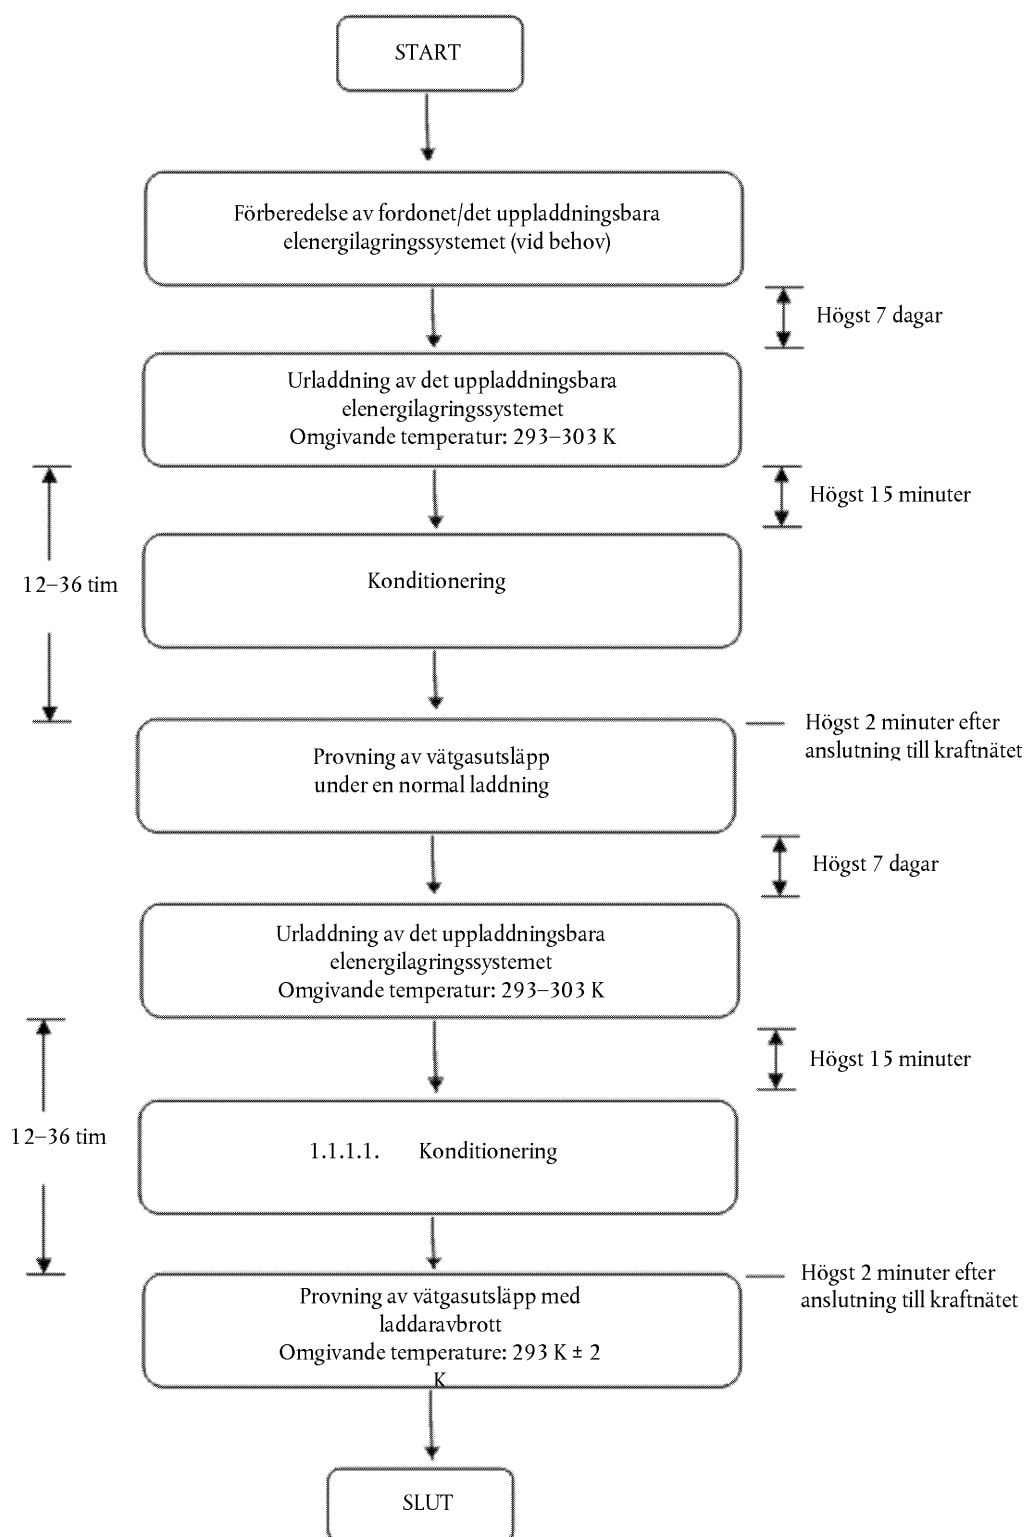 START
Förberedelse av fordonet/det uppladdningsbara
elenergilagringssystemet (vid behov)
Högst 7 dagar
Urladdning av det uppladdningsbara
elenergilagringssystemet
Omgivande temperatur: 293–303 K
Högst 15 minuter
12–36 tim
Konditionering
Högst 2 minuter efter
anslutning till kraftnätet
Provning av vätgasutsläpp
under en normal laddning
Högst 7 dagar
Urladdning av det uppladdningsbara
elenergilagringssystemet
Omgivande temperatur: 293–303 K
Högst 15 minuter
12–36 tim
1.1.1.1. Konditionering
Högst 2 minuter efter
anslutning till kraftnätet
Provning av vätgasutsläpp med
laddaravbrott
Omgivande temperature: 293 K ± 2
K
SLUT